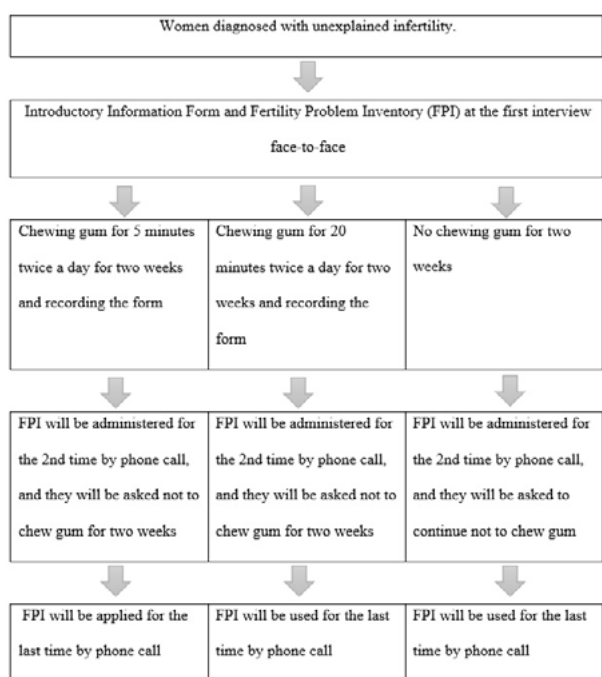 Women diagnosed with unexplained infertility.
Introductory Information Form and Fertility Problem Inventory (FPI) at the first interview
face-to-face
Chewing gum for 5 minutes
twice a day for two weeks
and recording the form
Chewing gum for 20
minutes twice a day for two
weeks and recording the
form
No chewing gum for two
weeks
FPI will be administered for
the 2nd time by phone call,
and they will be asked not to
chew gum for two weeks
FPI will be administered for
the 2nd time by phone call,
and they will be asked not to
chew gum for two weeks
FPI will be administered for
the 2nd time by phone call,
and they will be asked to
continue not to chew gum
FPI will be applied for the
last time by phone call
FPI will be used for the last
time by phone call
FPI will be used for the last
time by phone call